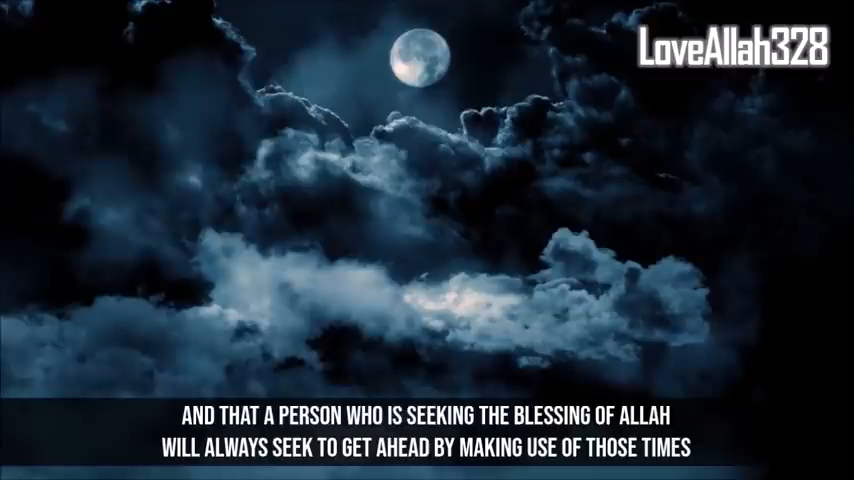 LoveAllah328
AND THAT A PERSON WHO IS SEEKING THE BLESSING OF ALLAH
WILL ALWAYS SEEK TO GET AHEAD BY MAKING USE OF THOSE TIMES